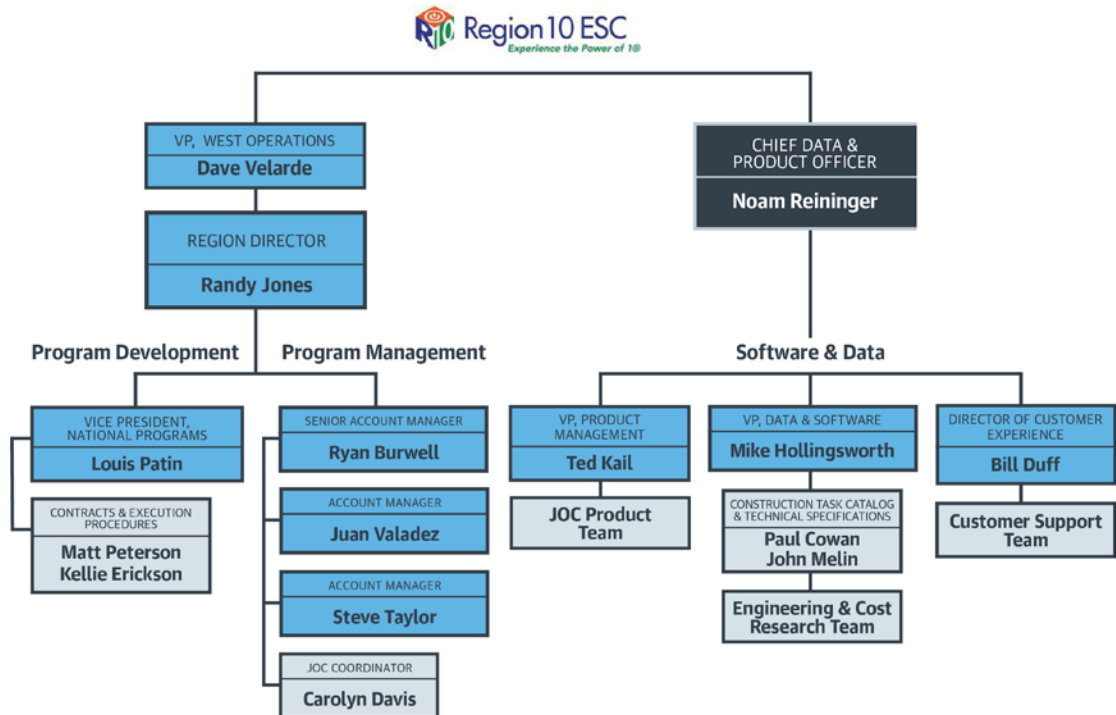 R10 Region 10 ESC
Experience the Power of 10
VP, WEST OPERATIONS
Dave Velarde
CHIEF DATA &
PRODUCT OFFICER
Noam Reininger
REGION DIRECTOR
Randy Jones
Program Development
Program Management
Software & Data
VICE PRESIDENT,
NATIONAL PROGRAMS
Louis Patin
CONTRACTS & EXECUTION
PROCEDURES
Matt Peterson
Kellie Erickson
SENIOR ACCOUNT MANAGER
Ryan Burwell
ACCOUNT MANAGER
Juan Valadez
ACCOUNT MANAGER
Steve Taylor
JOC COORDINATOR
Carolyn Davis
VP, PRODUCT
MANAGEMENT
Ted Kail
JOC Product
Team
VP, DATA & SOFTWARE
Mike Hollingsworth
CONSTRUCTION TASK CATALOG
& TECHNICAL SPECIFICATIONS
Paul Cowan
John Melin
Engineering & Cost
Research Team
DIRECTOR OF CUSTOMER
EXPERIENCE
Bill Duff
Customer Support
Team